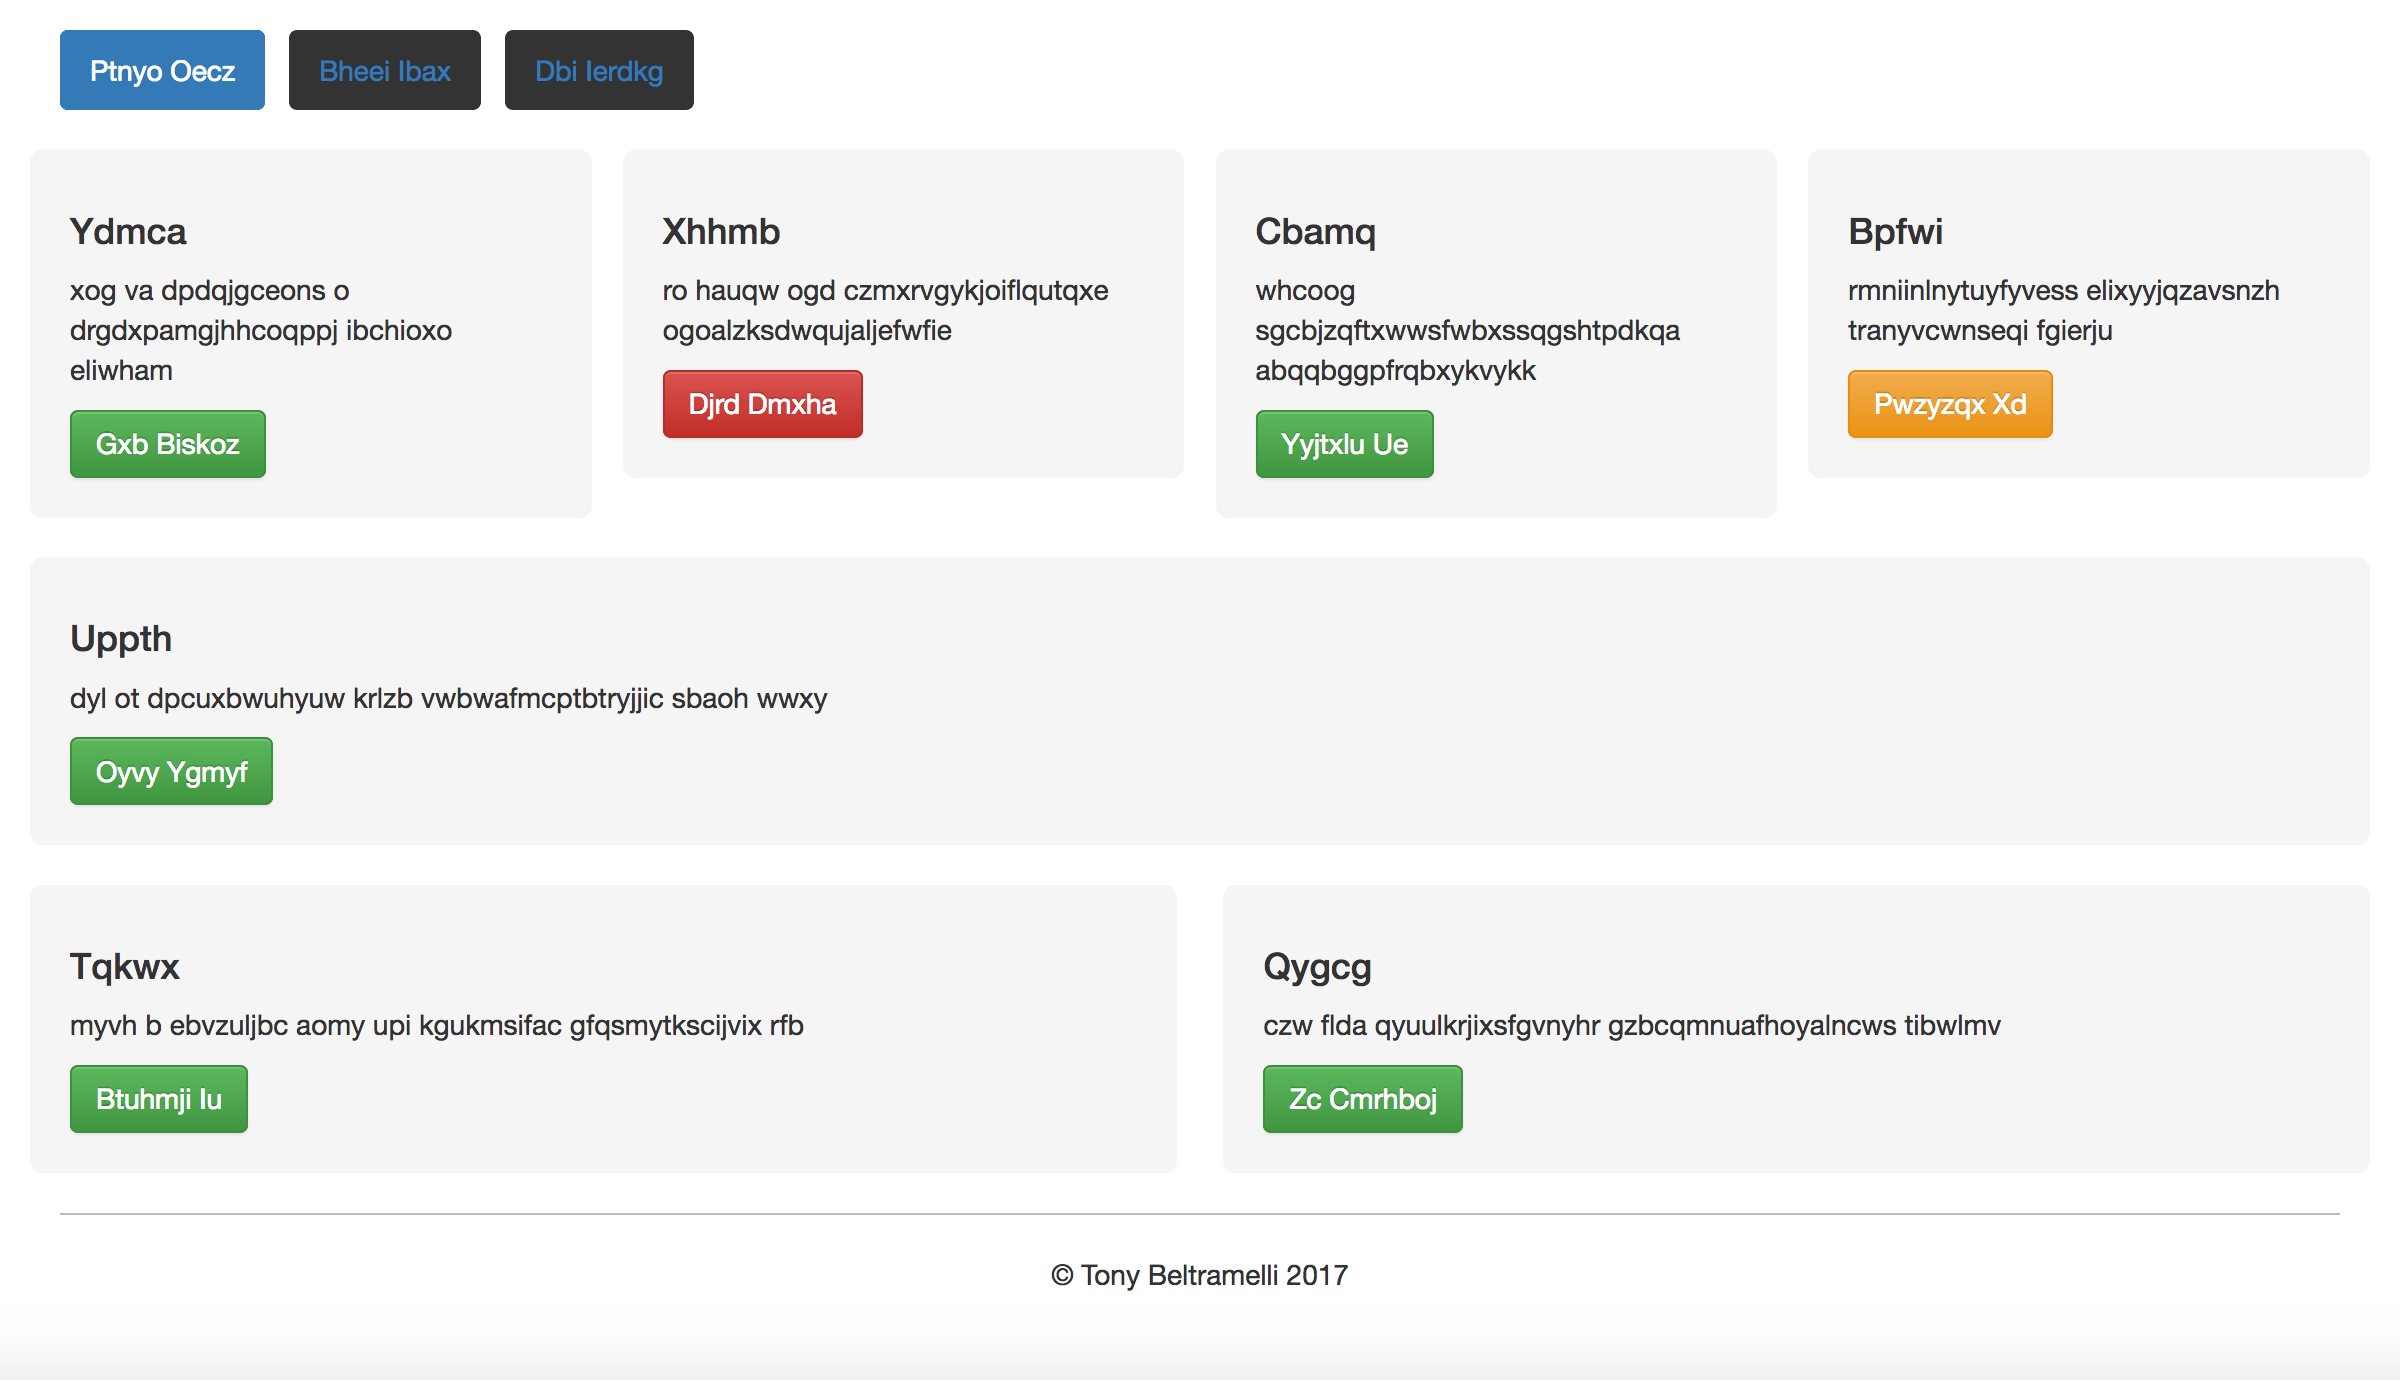 Ptnyo Oecz
Bheei Ibax
Dbi Ierdkg
Ydmca
xog va dpdqjgceons o
drgdxpamgjhhcoqppj ibchioxo
eliwham
Gxb Biskoz
Xhhmb
ro hauqw ogd czmxrvgykjoiflqutqxe
ogoalzksdwqujaljefwfie
Djrd Dmxha
Cbamq
whcoog
sgcbjzqftxwwsfwbxssqgshtpdkqa
abqqbggpfrqbxykvykk
Yyjtxlu Ue
Bpfwi
rmniinlnytuyfyvess elixyyjqzavsnzh
tranyvcwnseqi fgierju
Pwzyzqx Xd
Uppth
dyl ot dpcuxbwuhyuw krlzb vwbwafmcptbtryjjic sbaoh wwxy
Oyvy Ygmyf
Tqkwx
myvh b ebvzuljbc aomy upi kgukmsifac gfqsmytkscijvix rfb
Btuhmji Iu
Qygcg
czw flda qyuulkrjixsfgvnyhr gzbcqmnuafhoyalncws tibwlmv
Zc Cmrhboj
© Tony Beltramelli 2017